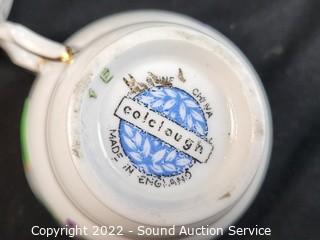 E
CHINA
colclough
MADE IN ENGLAND
Copyright 2022 - Sound Auction Service